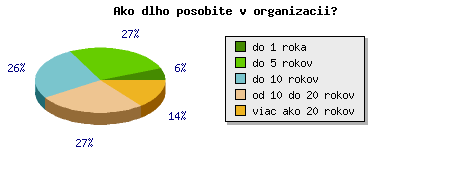 Ako dlho posobite v organizacii?
27%
26%
6%
14%
27%
do 1 roka
do 5 rokov
do 10 rokov
od 10 do 20 rokov
viac ako 20 rokov